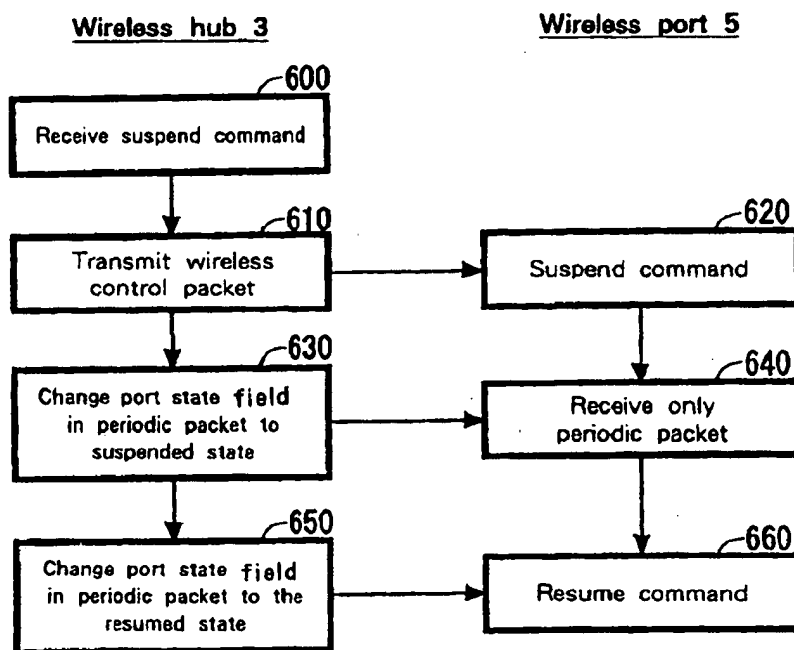 Wireless hub 3
Wireless port 5
600
Receive suspend command
610
Transmit wireless
control packet
620
Suspend command
630
Change port state field
in periodic packet to
suspended state
640
Receive only
periodic packet
650
Change port state field
in periodic packet to the
resumed state
660
Resume command